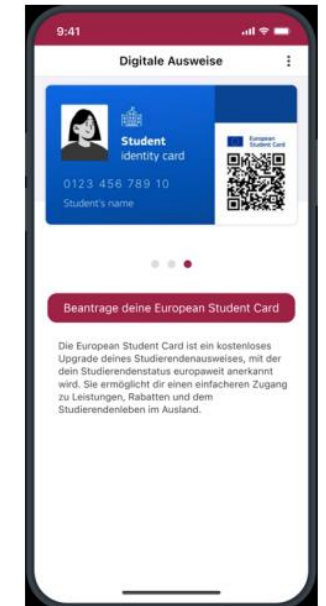 9:41
Digitale Ausweise
Student
identity card
European
Student Card
0123 456 789 10
Student's name
Beantrage deine European Student Card
Die European Student Card ist ein kostenloses
Upgrade deines Studierendenausweises, mit der
dein Studierendenstatus europaweit anerkannt
wird. Sie ermöglicht dir einen einfacheren Zugang
zu Leistungen, Rabatten und dem
Studierendenleben im Ausland.